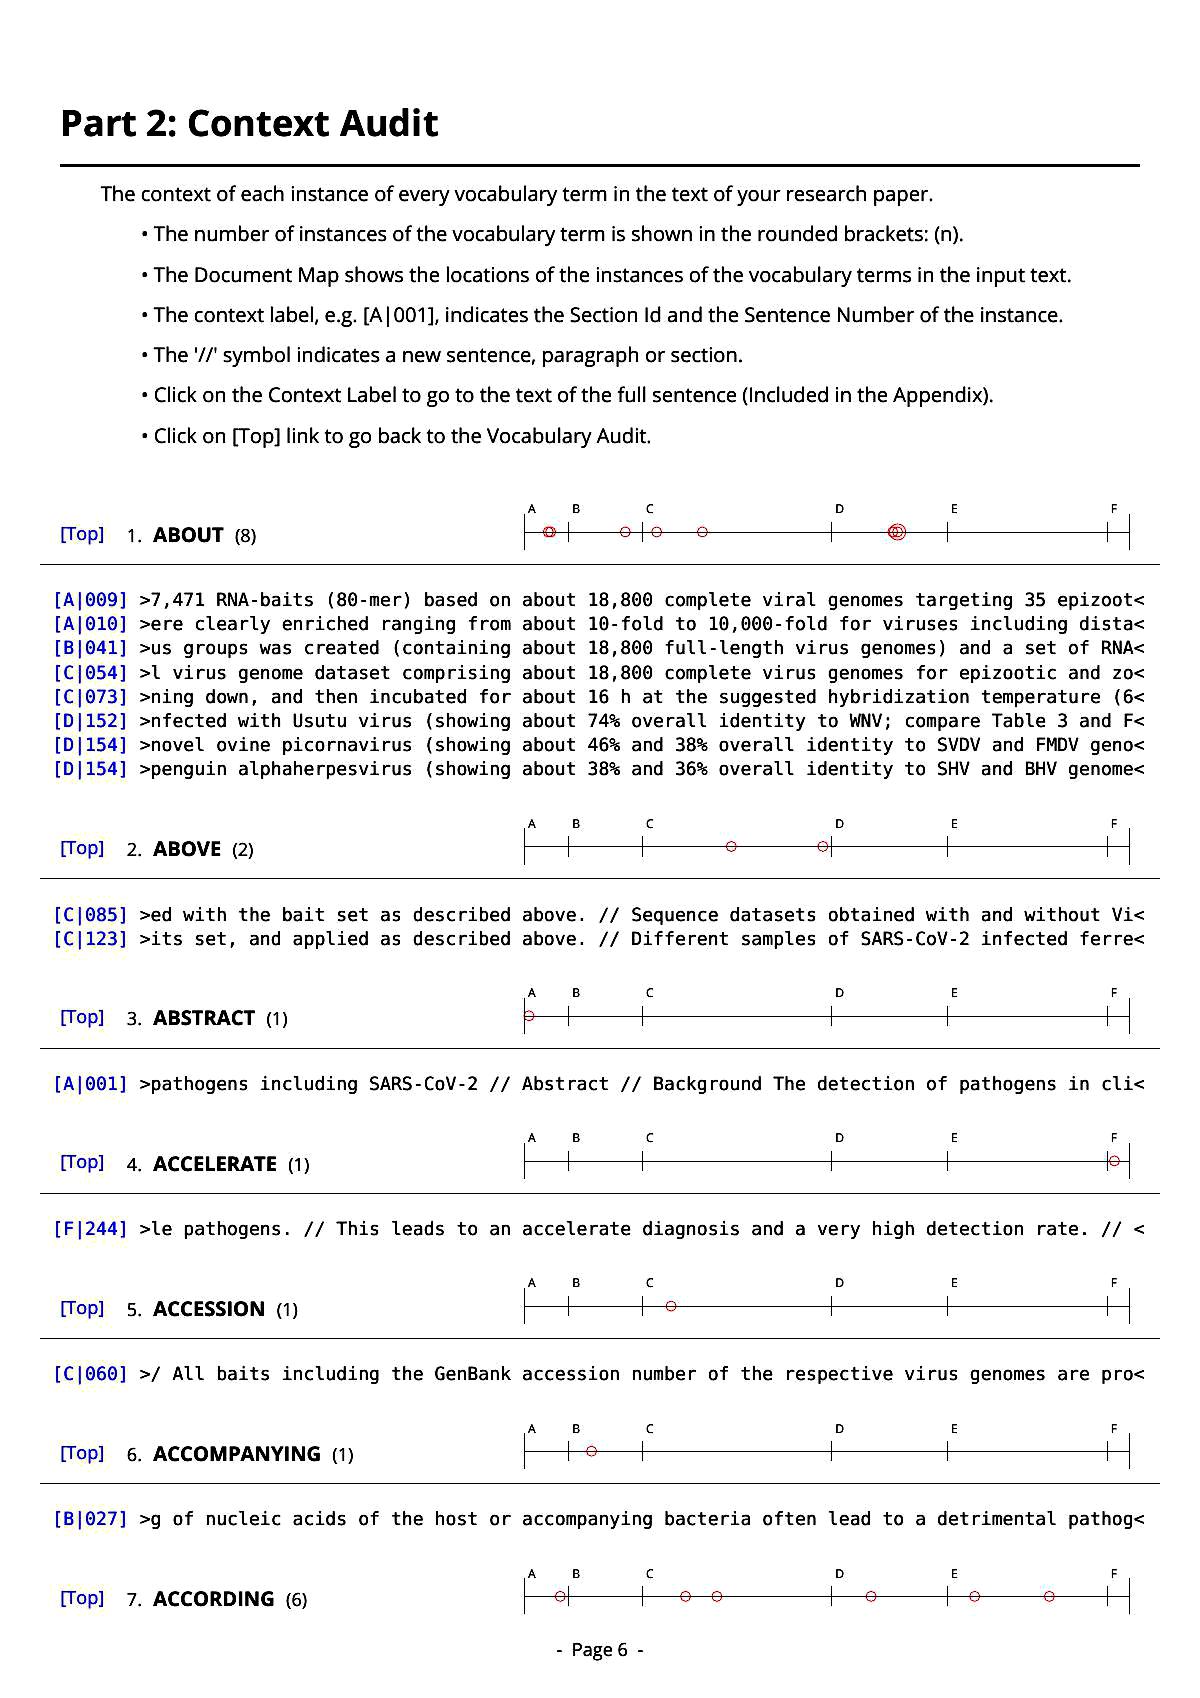 Part 2: Context Audit
The context of each instance of every vocabulary term in the text of your research paper.
• The number of instances of the vocabulary term is shown in the rounded brackets: (n).
• The Document Map shows the locations of the instances of the vocabulary terms in the input text.
• The context label, e.g. [A|001], indicates the Section Id and the Sentence Number of the instance.
• The '//' symbol indicates a new sentence, paragraph or section.
• Click on the Context Label to go to the text of the full sentence (Included in the Appendix).
• Click on [Top] link to go back to the Vocabulary Audit.
A B C D E F
[Top] 1. ABOUT (8)
[A|009] >7,471 RNA-baits (80-mer) based on about 18,800 complete viral genomes targeting 35 epizoot<
[A|010] >ere clearly enriched ranging from about 10-fold to 10,000-fold for viruses including dista<
[B|041] >us groups was created (containing about 18,800 full-length virus genomes) and a set of RNA<
[C|054] >l virus genome dataset comprising about 18,800 complete virus genomes for epizootic and zo<
[C|073] >ning down, and then incubated for about 16 h at the suggested hybridization temperature (6<
[D|152] >nfected with Usutu virus (showing about 74% overall identity to WNV; compare Table 3 and F<
[D|154] >novel ovine picornavirus (showing about 46% and 38% overall identity to SVDV and FMDV geno<
[D|154] >penguin alphaherpesvirus (showing about 38% and 36% overall identity to SHV and BHV genome<
A B C D E F
[Top] 2. ABOVE (2)
[C|085] >ed with the bait set as described above. // Sequence datasets obtained with and without Vi<
[C|123] >its set, and applied as described above. // Different samples of SARS-CoV-2 infected ferre<
A B C D E F
[Top] 3. ABSTRACT (1)
[A|001] >pathogens including SARS-CoV-2 // Abstract // Background The detection of pathogens in cli<
A B C D E F
[Top] 4. ACCELERATE (1)
[F|244] >le pathogens. // This leads to an accelerate diagnosis and a very high detection rate. // <
A B C D E F
[Top] 5. ACCESSION (1)
[C|060] >/ All baits including the GenBank accession number of the respective virus genomes are pro<
A B C D E F
[Top] 6. ACCOMPANYING (1)
[B|027] >g of nucleic acids of the host or accompanying bacteria often lead to a detrimental pathog<
A B C D E F
[Top] 7. ACCORDING (6)
- Page 6 -